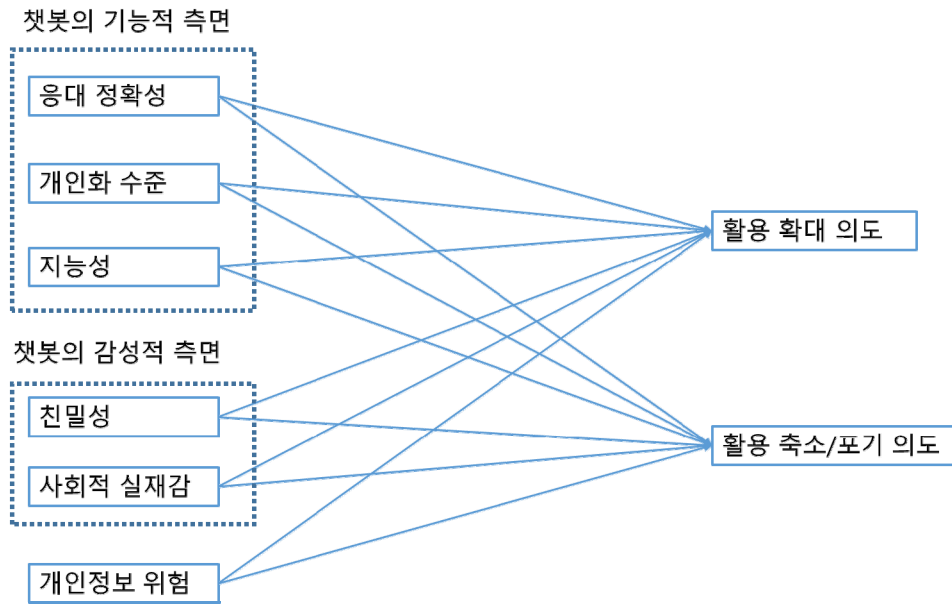 챗봇의 기능적 측면
응대 정확성
개인화 수준
지능성
챗봇의 감성적 측면
친밀성
사회적 실재감
개인정보 위험
활용 확대 의도
활용 축소/포기 의도